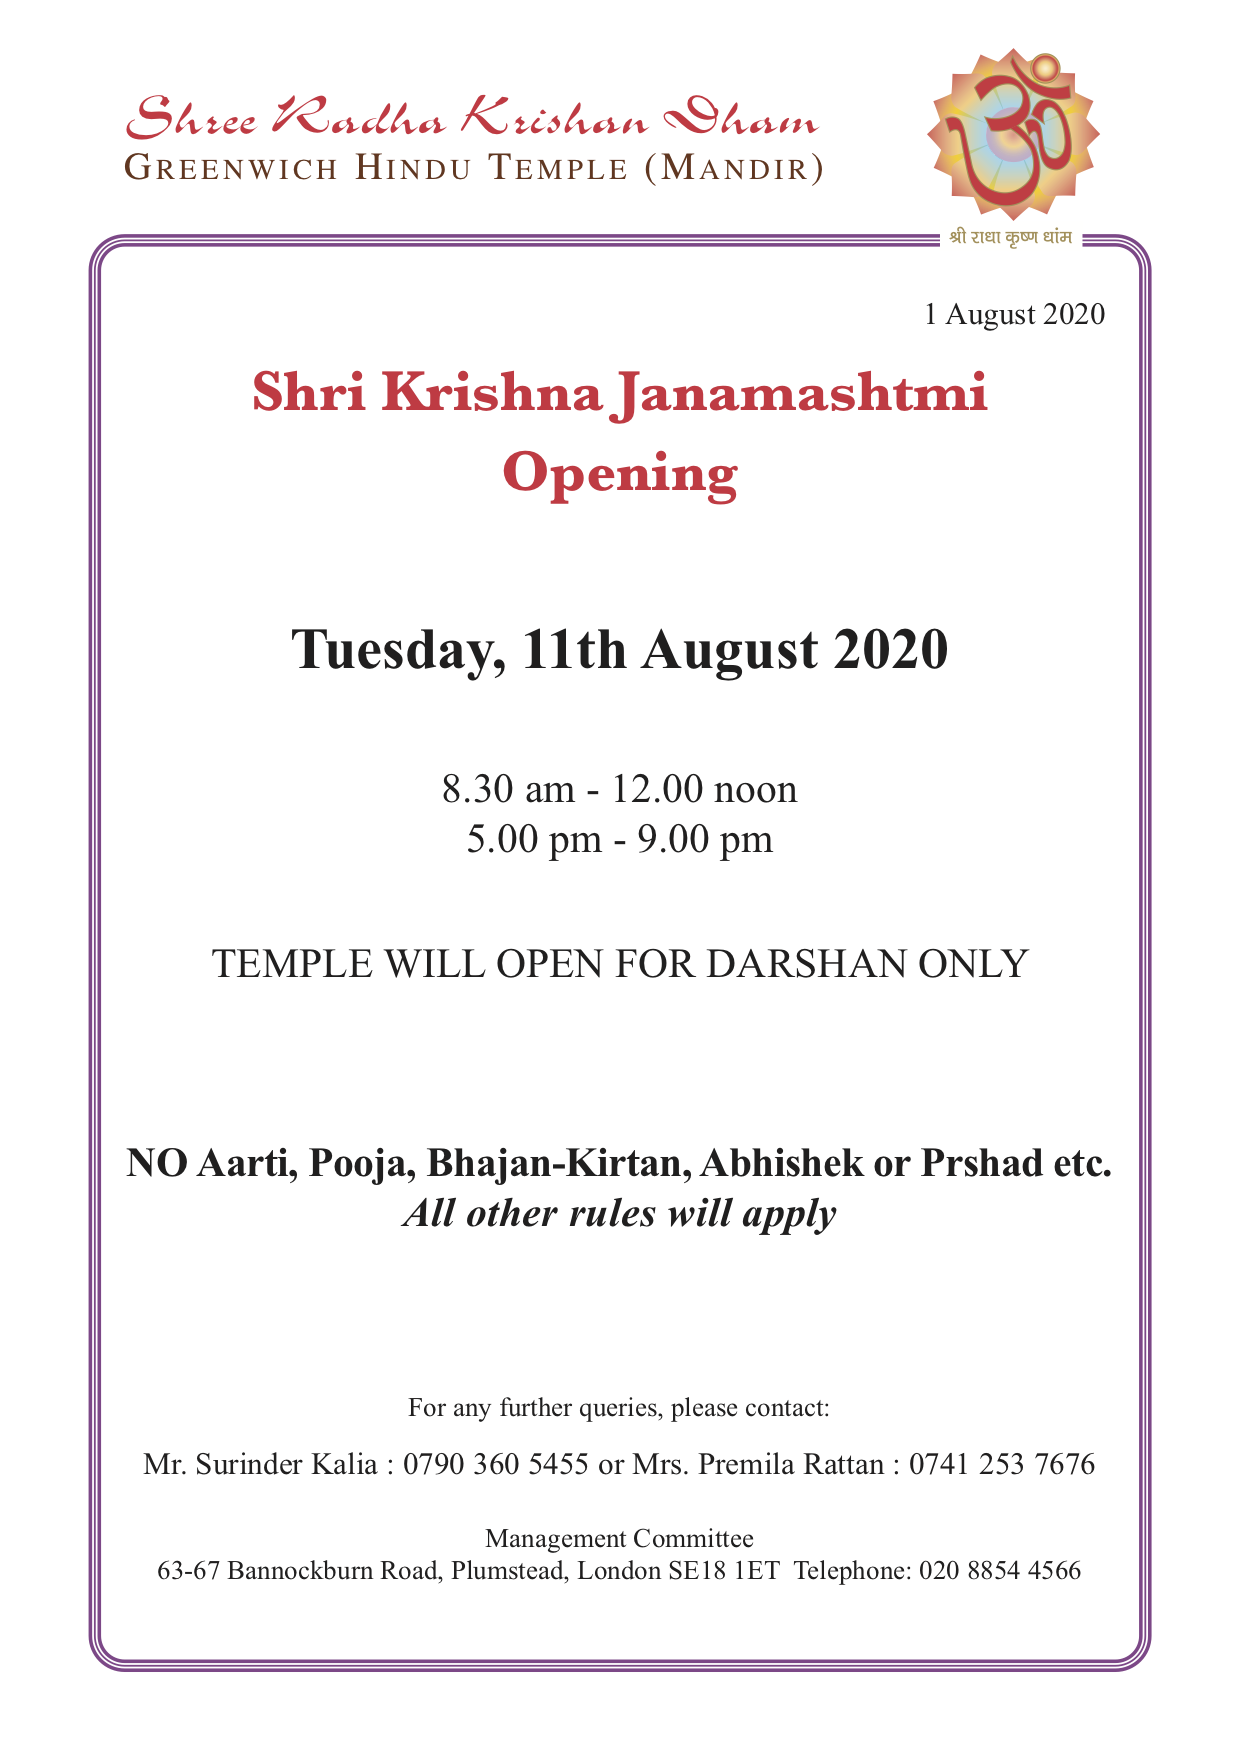 Shree Radha Krishan Dham
GREENWICH HINDU TEMPLE (MANDIR)
ॐ
श्री राधा कृष्ण धांम
1 August 2020
Shri Krishna Janamashtmi
Opening
Tuesday, 11th August 2020
8.30 am - 12.00 noon
5.00 pm - 9.00 pm
TEMPLE WILL OPEN FOR DARSHAN ONLY
NO Aarti, Pooja, Bhajan-Kirtan, Abhishek or Prshad etc.
All other rules will apply
For any further queries, please contact:
Mr. Surinder Kalia : 0790 360 5455 or Mrs. Premila Rattan : 0741 253 7676
Management Committee
63-67 Bannockburn Road, Plumstead, London SE18 1ET  Telephone: 020 8854 4566